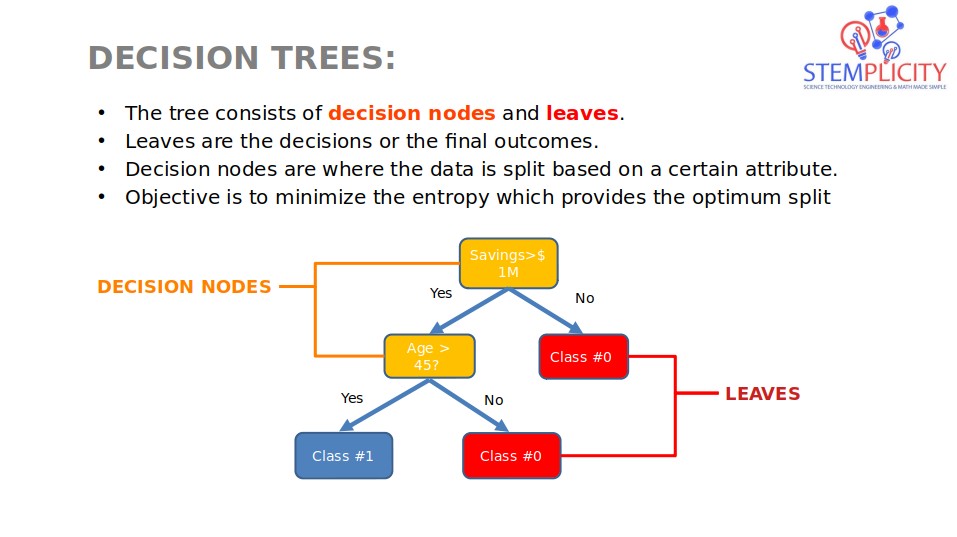 STEMPLICITY
SCIENCE TECHNOLOGY ENGINEERING & MATH MADE SIMPLE
DECISION TREES:
• The tree consists of decision nodes and leaves.
• Leaves are the decisions or the final outcomes.
• Decision nodes are where the data is split based on a certain attribute.
• Objective is to minimize the entropy which provides the optimum split
Savings>$
1M
DECISION NODES
Yes
No
Age >
45?
Class #0
LEAVES
Yes
No
Class #1
Class #0